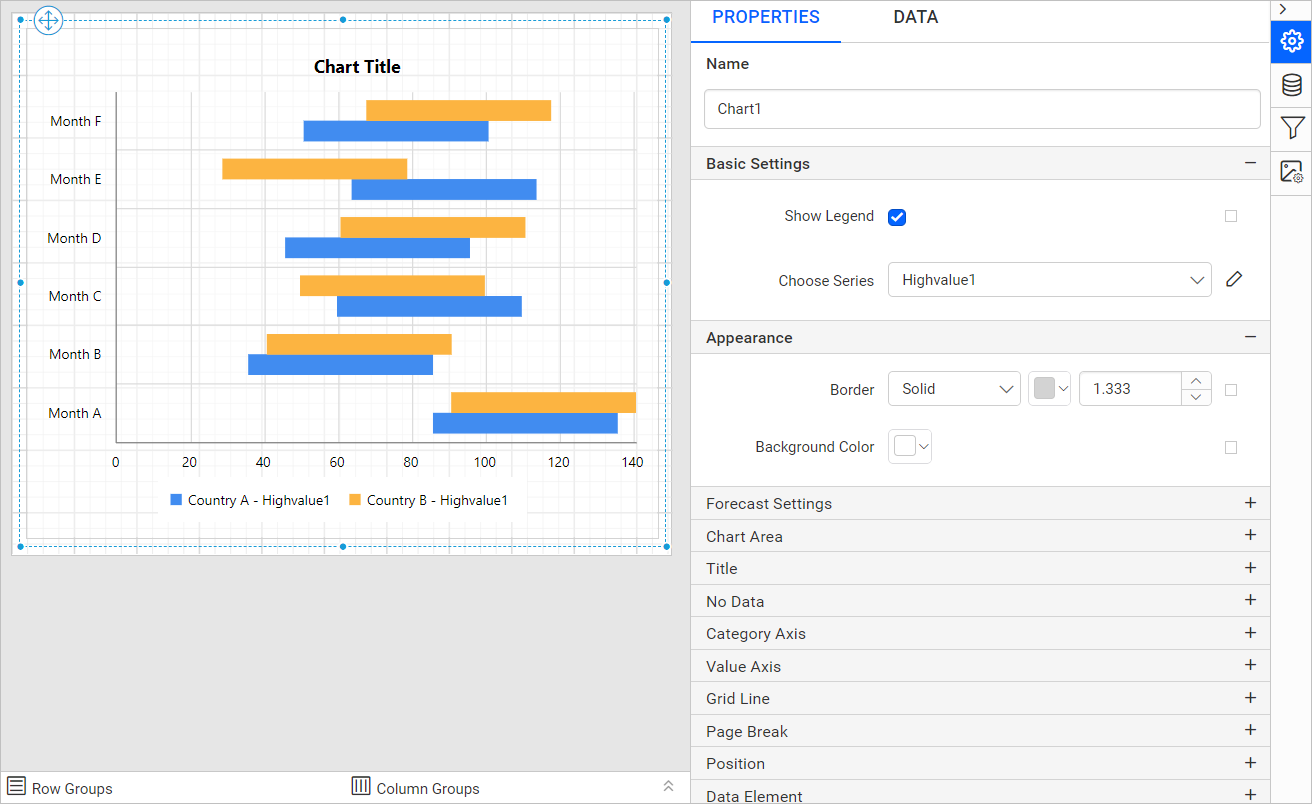 Chart Title
Month F
Month E
Month D
Month C
Month B
Month A
0 20 40 60 80 100 120 140
Country A - Highvalue1 Country B - Highvalue1
Row Groups Column Groups
PROPERTIES DATA
Name
Chart1
Basic Settings
Show Legend
Choose Series Highvalue1
Appearance
Border Solid 1.333
Background Color
Forecast Settings
Chart Area
Title
No Data
Category Axis
Value Axis
Grid Line
Page Break
Position
Data Element